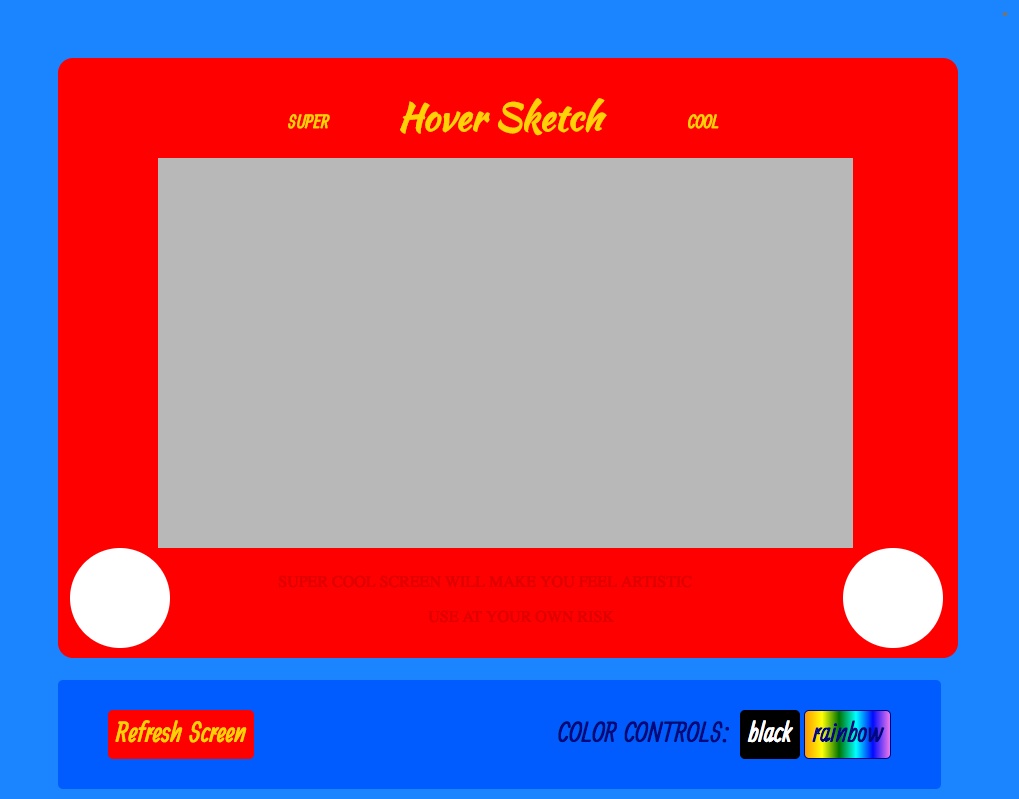 SUPER Hover Sketch COOL
SUPER COOL SCREEN WILL MAKE YOU FEEL ARTISTIC
USE AT YOUR OWN RISK
Refresh Screen COLOR CONTROLS: black rainbow